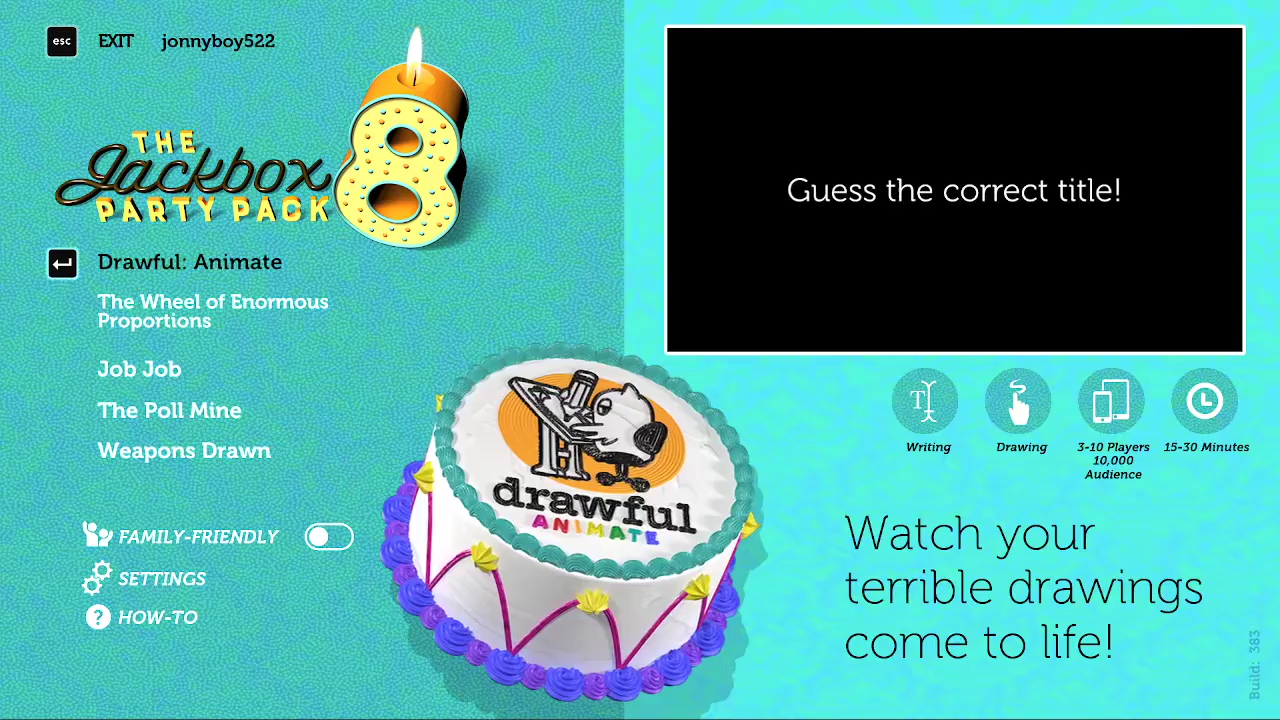 esc EXIT jonnyboy522
THE
Jackbox
PARTY PACK
8
Drawful: Animate
The Wheel of Enormous
Proportions
Job Job
The Poll Mine
Weapons Drawn
FAMILY-FRIENDLY
SETTINGS
? HOW-TO
drawful
ANIMATE
Guess the correct title!
T
Writing
Drawing
3-10 Players
10,000
Audience
15-30 Minutes
Watch your
terrible drawings
come to life!
Build: 383